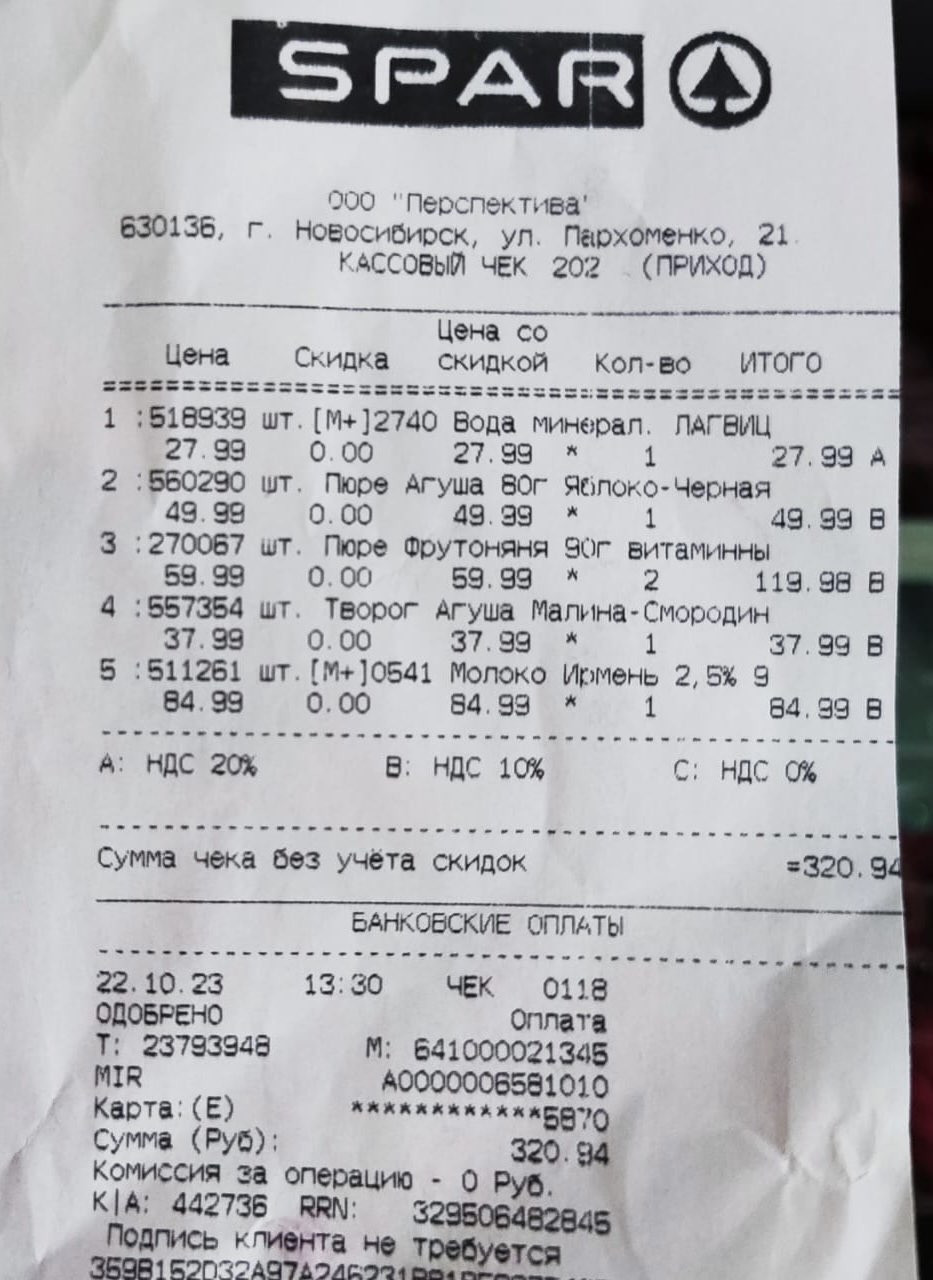 SPAR
ООО "Перспектива"
630136, г. Новосибирск, ул. Пархоменко, 21.
КАССОВЫЙ ЧЕК 202 (ПРИХОД)
Цена Скидка Цена со скидкой Кол-во ИТОГО
1 :518939 шт.[М+]2740 Вода минерал. ЛАГВИЦ
27.99 0.00 27.99 * 1 27.99 А
2 :560290 шт. Пюре Агуша 80г Яблоко-Черная
49.99 0.00 49.99 * 1 49.99 В
3 :270067 шт. Пюре Фрутоняня 90г витаминны
59.99 0.00 59.99 * 2 119.98 В
4 :557354 шт. Творог Агуша Малина-Смородин
37.99 0.00 37.99 * 1 37.99 В
5 :511261 шт.[М+]0541 Молоко Ирмень 2,5% 9
84.99 0.00 84.99 * 1 84.99 В
А: НДС 20% В: НДС 10% С: НДС 0%
Сумма чека без учёта скидок =320.94
БАНКОВСКИЕ ОПЛАТЫ
22.10.23 13:30 ЧЕК 0118
ОДОБРЕНО Оплата
Т: 23793948 М: 641000021345
MIR A0000006581010
Карта:(Е) ************5870
Сумма (Руб): 320.94
Комиссия за операцию - 0 Руб.
К|А: 442736 RRN: 329506482845
Подпись клиента не требуется